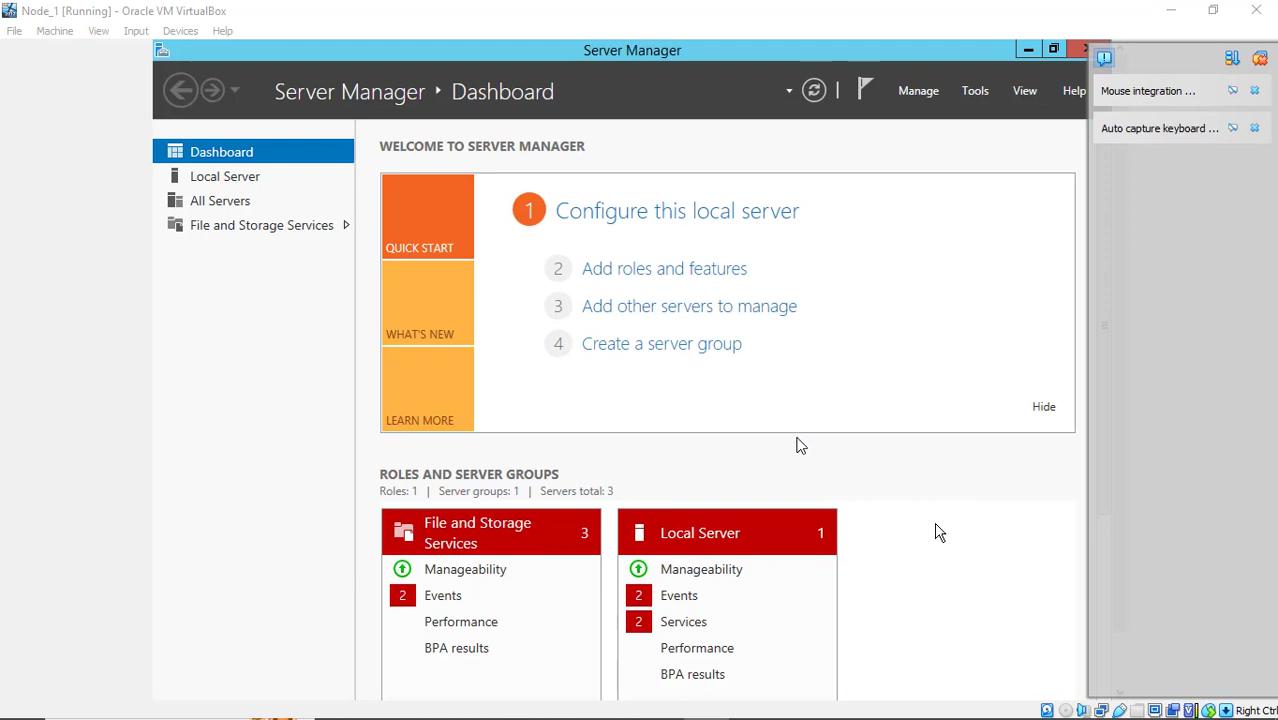 Node_1 [Running] - Oracle VM VirtualBox
File Machine View Input Devices Help
Server Manager
Server Manager ▸ Dashboard
Manage Tools View Help
Mouse integration ...
Auto capture keyboard ...
Dashboard
Local Server
All Servers
File and Storage Services
WELCOME TO SERVER MANAGER
QUICK START
WHAT'S NEW
LEARN MORE
1 Configure this local server
2 Add roles and features
3 Add other servers to manage
4 Create a server group
Hide
ROLES AND SERVER GROUPS
Roles: 1 | Server groups: 1 | Servers total: 3
File and Storage
Services 3
Manageability
2 Events
Performance
BPA results
Local Server 1
Manageability
2 Events
2 Services
Performance
BPA results
Right Ctrl